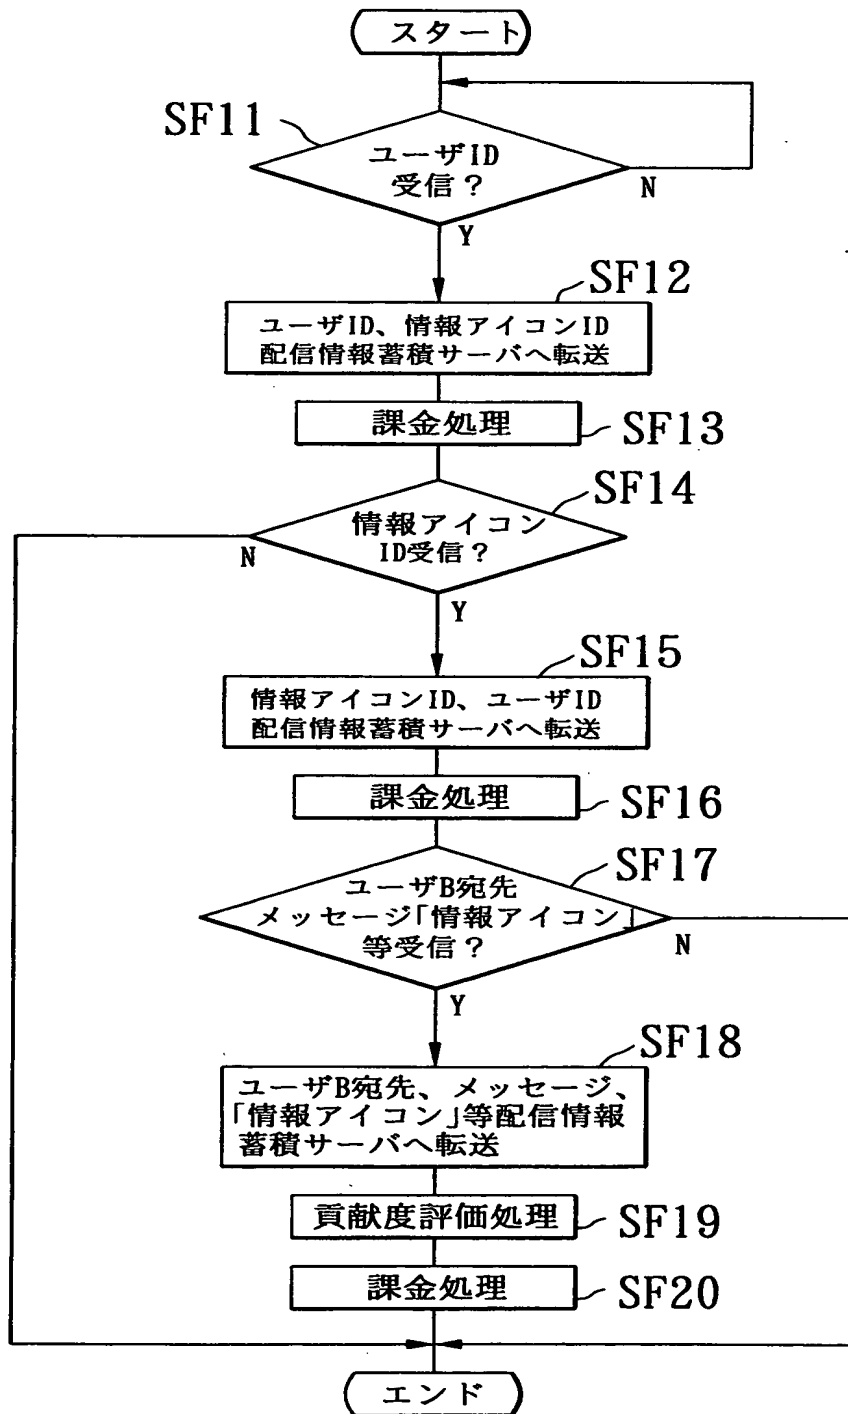 スタート
SF11
ユーザID
受信？
N
Y
SF12
ユーザID、情報アイコンID
配信情報蓄積サーバへ転送
課金処理
SF13
SF14
情報アイコン
ID受信？
N
Y
SF15
情報アイコンID、ユーザID
配信情報蓄積サーバへ転送
課金処理
SF16
SF17
ユーザB宛先
メッセージ「情報アイコン」
等受信？
N
Y
SF18
ユーザB宛先、メッセージ、
「情報アイコン」等配信情報
蓄積サーバへ転送
貢献度評価処理
SF19
課金処理
SF20
エンド